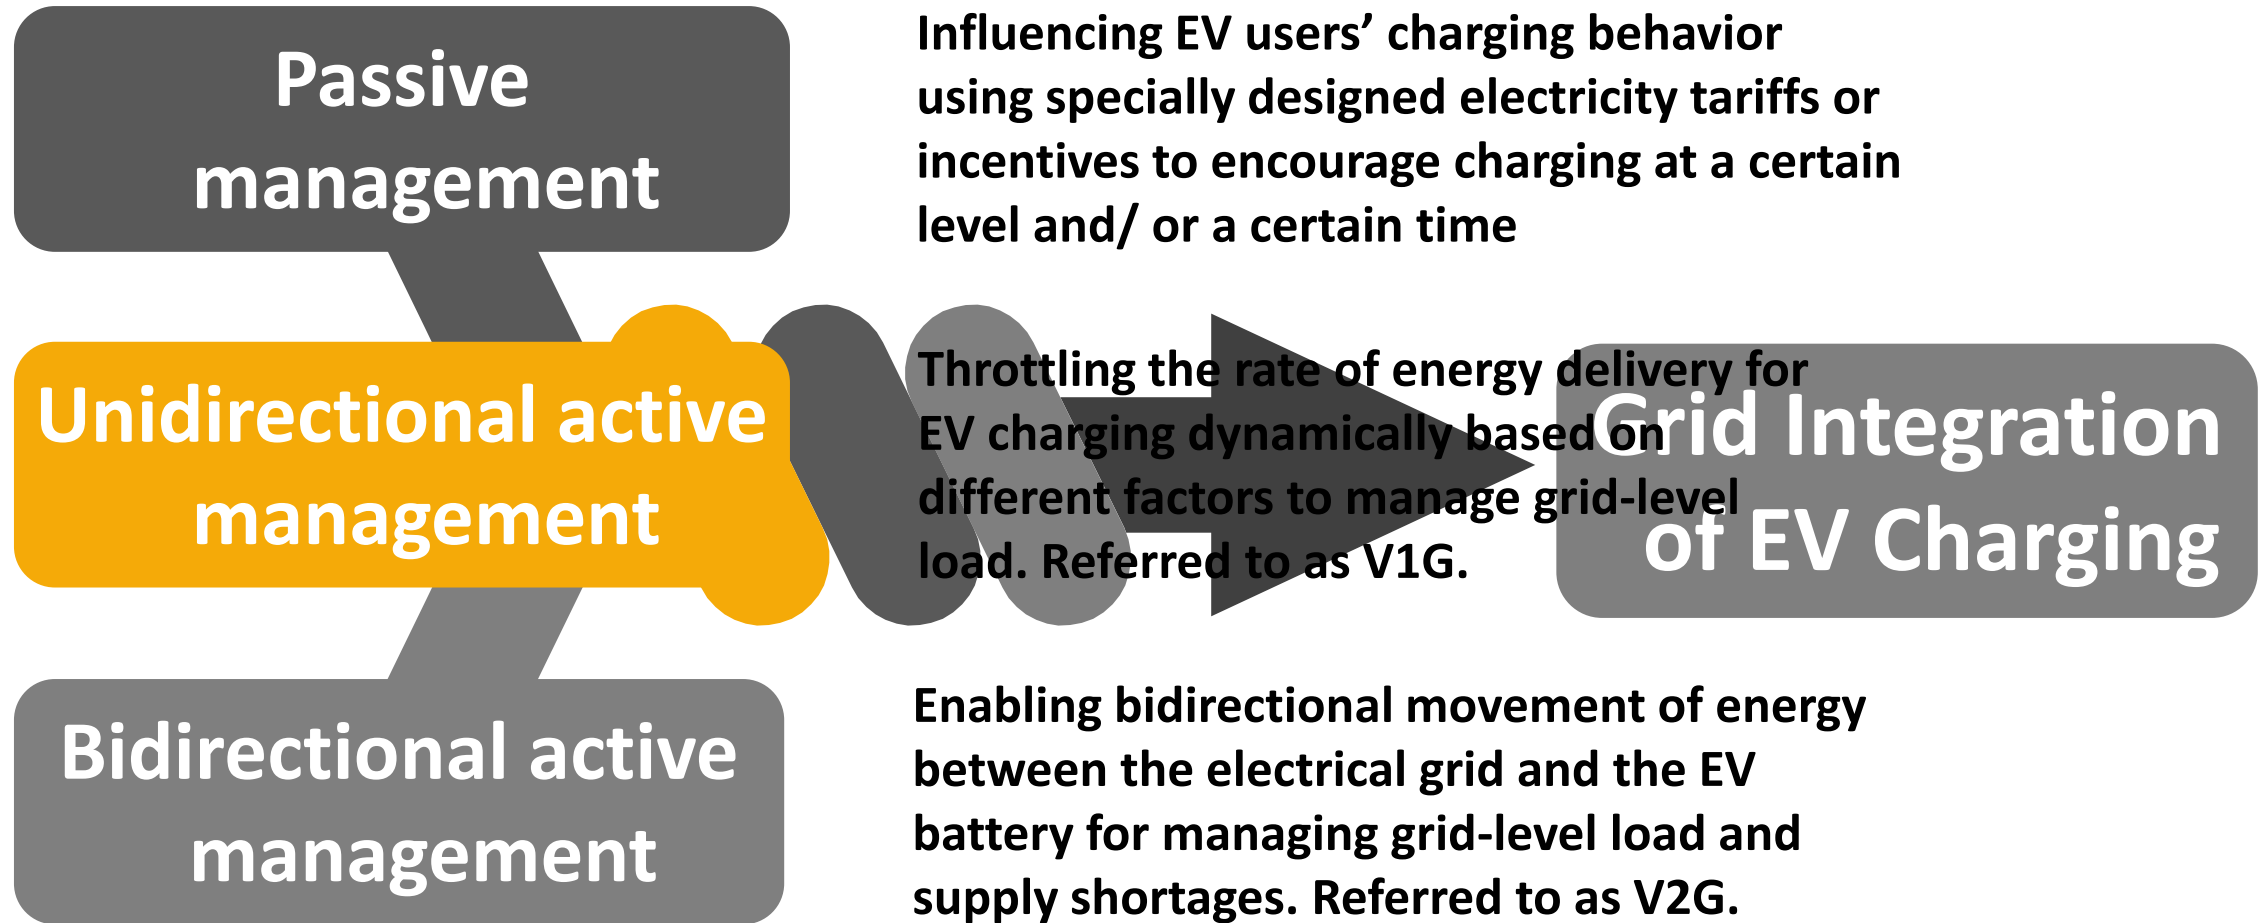 Passive
management
Influencing EV users’ charging behavior
using specially designed electricity tariffs or
incentives to encourage charging at a certain
level and/ or a certain time
Unidirectional active
management
Throttling the rate of energy delivery for
EV charging dynamically based on
different factors to manage grid-level
load. Referred to as V1G.
Grid Integration
of EV Charging
Bidirectional active
management
Enabling bidirectional movement of energy
between the electrical grid and the EV
battery for managing grid-level load and
supply shortages. Referred to as V2G.